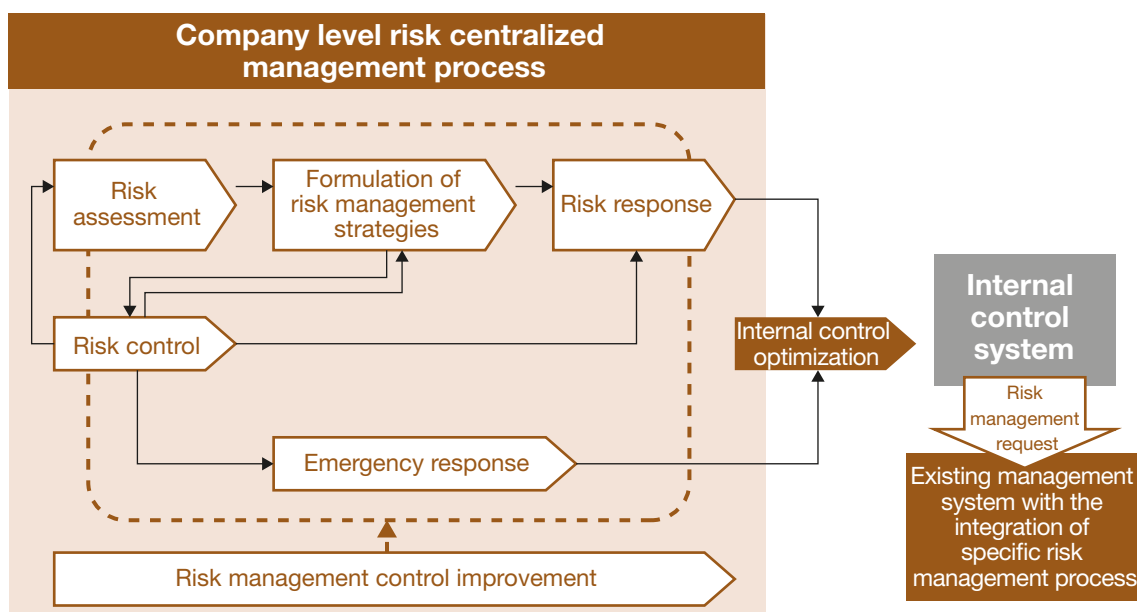 Company level risk centralized
management process
Risk
assessment
Formulation of
risk management
strategies
Risk response
Risk control
Internal control
optimization
Internal
control
system
Risk
management
request
Emergency response
Existing management
system with the
integration of
specific risk
management process
Risk management control improvement